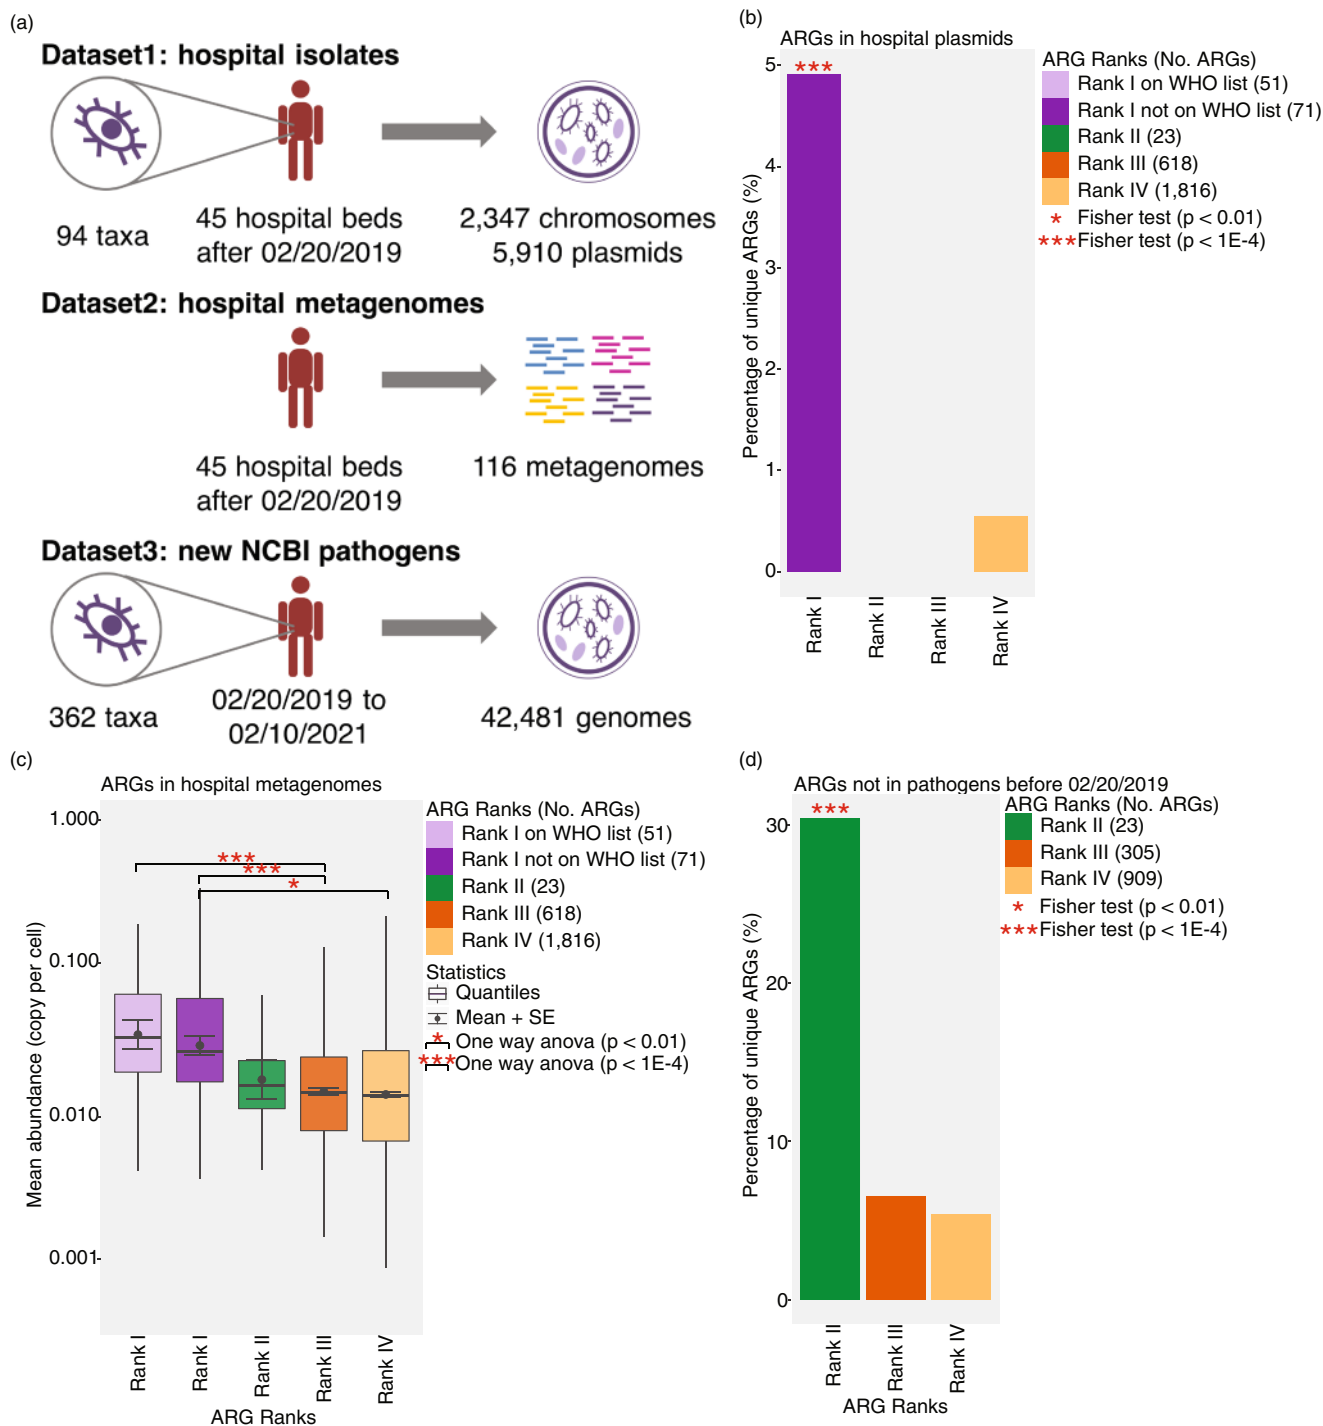 (a)
Dataset1: hospital isolates
94 taxa
45 hospital beds
after 02/20/2019
2,347 chromosomes
5,910 plasmids
Dataset2: hospital metagenomes
45 hospital beds
after 02/20/2019
116 metagenomes
Dataset3: new NCBI pathogens
362 taxa
02/20/2019 to
02/10/2021
42,481 genomes
(b)
ARGs in hospital plasmids
Percentage of unique ARGs (%)
5
4
3
2
1
0
***
Rank I
Rank II
Rank III
Rank IV
ARG Ranks (No. ARGs)
Rank I on WHO list (51)
Rank I not on WHO list (71)
Rank II (23)
Rank III (618)
Rank IV (1,816)
* Fisher test (p < 0.01)
*** Fisher test (p < 1E-4)
(c)
ARGs in hospital metagenomes
Mean abundance (copy per cell)
1.000
0.100
0.010
0.001
***
***
*
Rank I
Rank I
Rank II
Rank III
Rank IV
ARG Ranks
ARG Ranks (No. ARGs)
Rank I on WHO list (51)
Rank I not on WHO list (71)
Rank II (23)
Rank III (618)
Rank IV (1,816)
Statistics
Quantiles
Mean + SE
* One way anova (p < 0.01)
*** One way anova (p < 1E-4)
(d)
ARGs not in pathogens before 02/20/2019
Percentage of unique ARGs (%)
30
20
10
0
***
Rank II
Rank III
Rank IV
ARG Ranks
ARG Ranks (No. ARGs)
Rank II (23)
Rank III (305)
Rank IV (909)
* Fisher test (p < 0.01)
*** Fisher test (p < 1E-4)